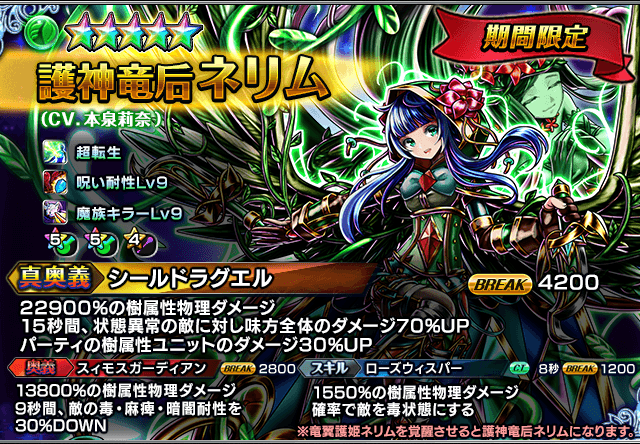 期間限定
護神竜后 ネリム
(CV.本泉莉奈)
超転生
呪い耐性Lv9
魔族キラーLv9
5 5 4
真奥義 シールドラグエル BREAK 4200
22900%の樹属性物理ダメージ
15秒間、状態異常の敵に対し味方全体のダメージ70%UP
パーティの樹属性ユニットのダメージ30%UP
奥義 スィモスガーディアン BREAK 2800
13800%の樹属性物理ダメージ
9秒間、敵の毒・麻痺・暗闇耐性を
30%DOWN
スキル ローズウィスパー CT 8秒 BREAK 1200
1550%の樹属性物理ダメージ
確率で敵を毒状態にする
※竜翼護姫ネリムを覚醒させると護神竜后ネリムになります。